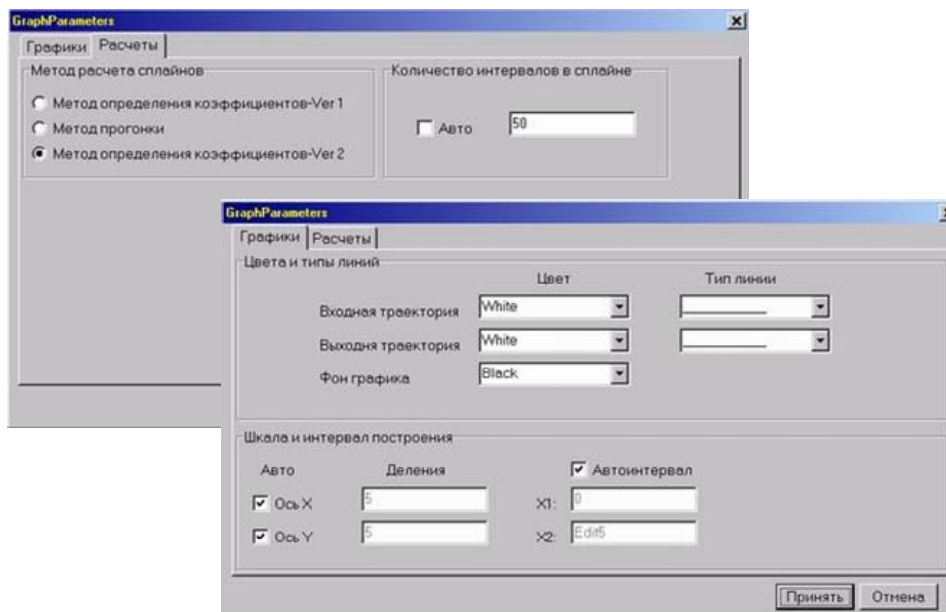 GraphParameters
Графики Расчеты
Метод расчета сплайнов
Метод определения коэффициентов-Ver 1
Метод прогонки
Метод определения коэффициентов-Ver 2
Количество интервалов в сплайне
Авто 50
GraphParameters
Графики Расчеты
Цвета и типы линий
Цвет Тип линии
Входная траектория White
Выходня траектория White
Фон графика Black
Шкала и интервал построения
Авто Деления Автоинтервал
Ось X 5 X1: 0
Ось Y 5 X2: Edit5
Принять Отмена